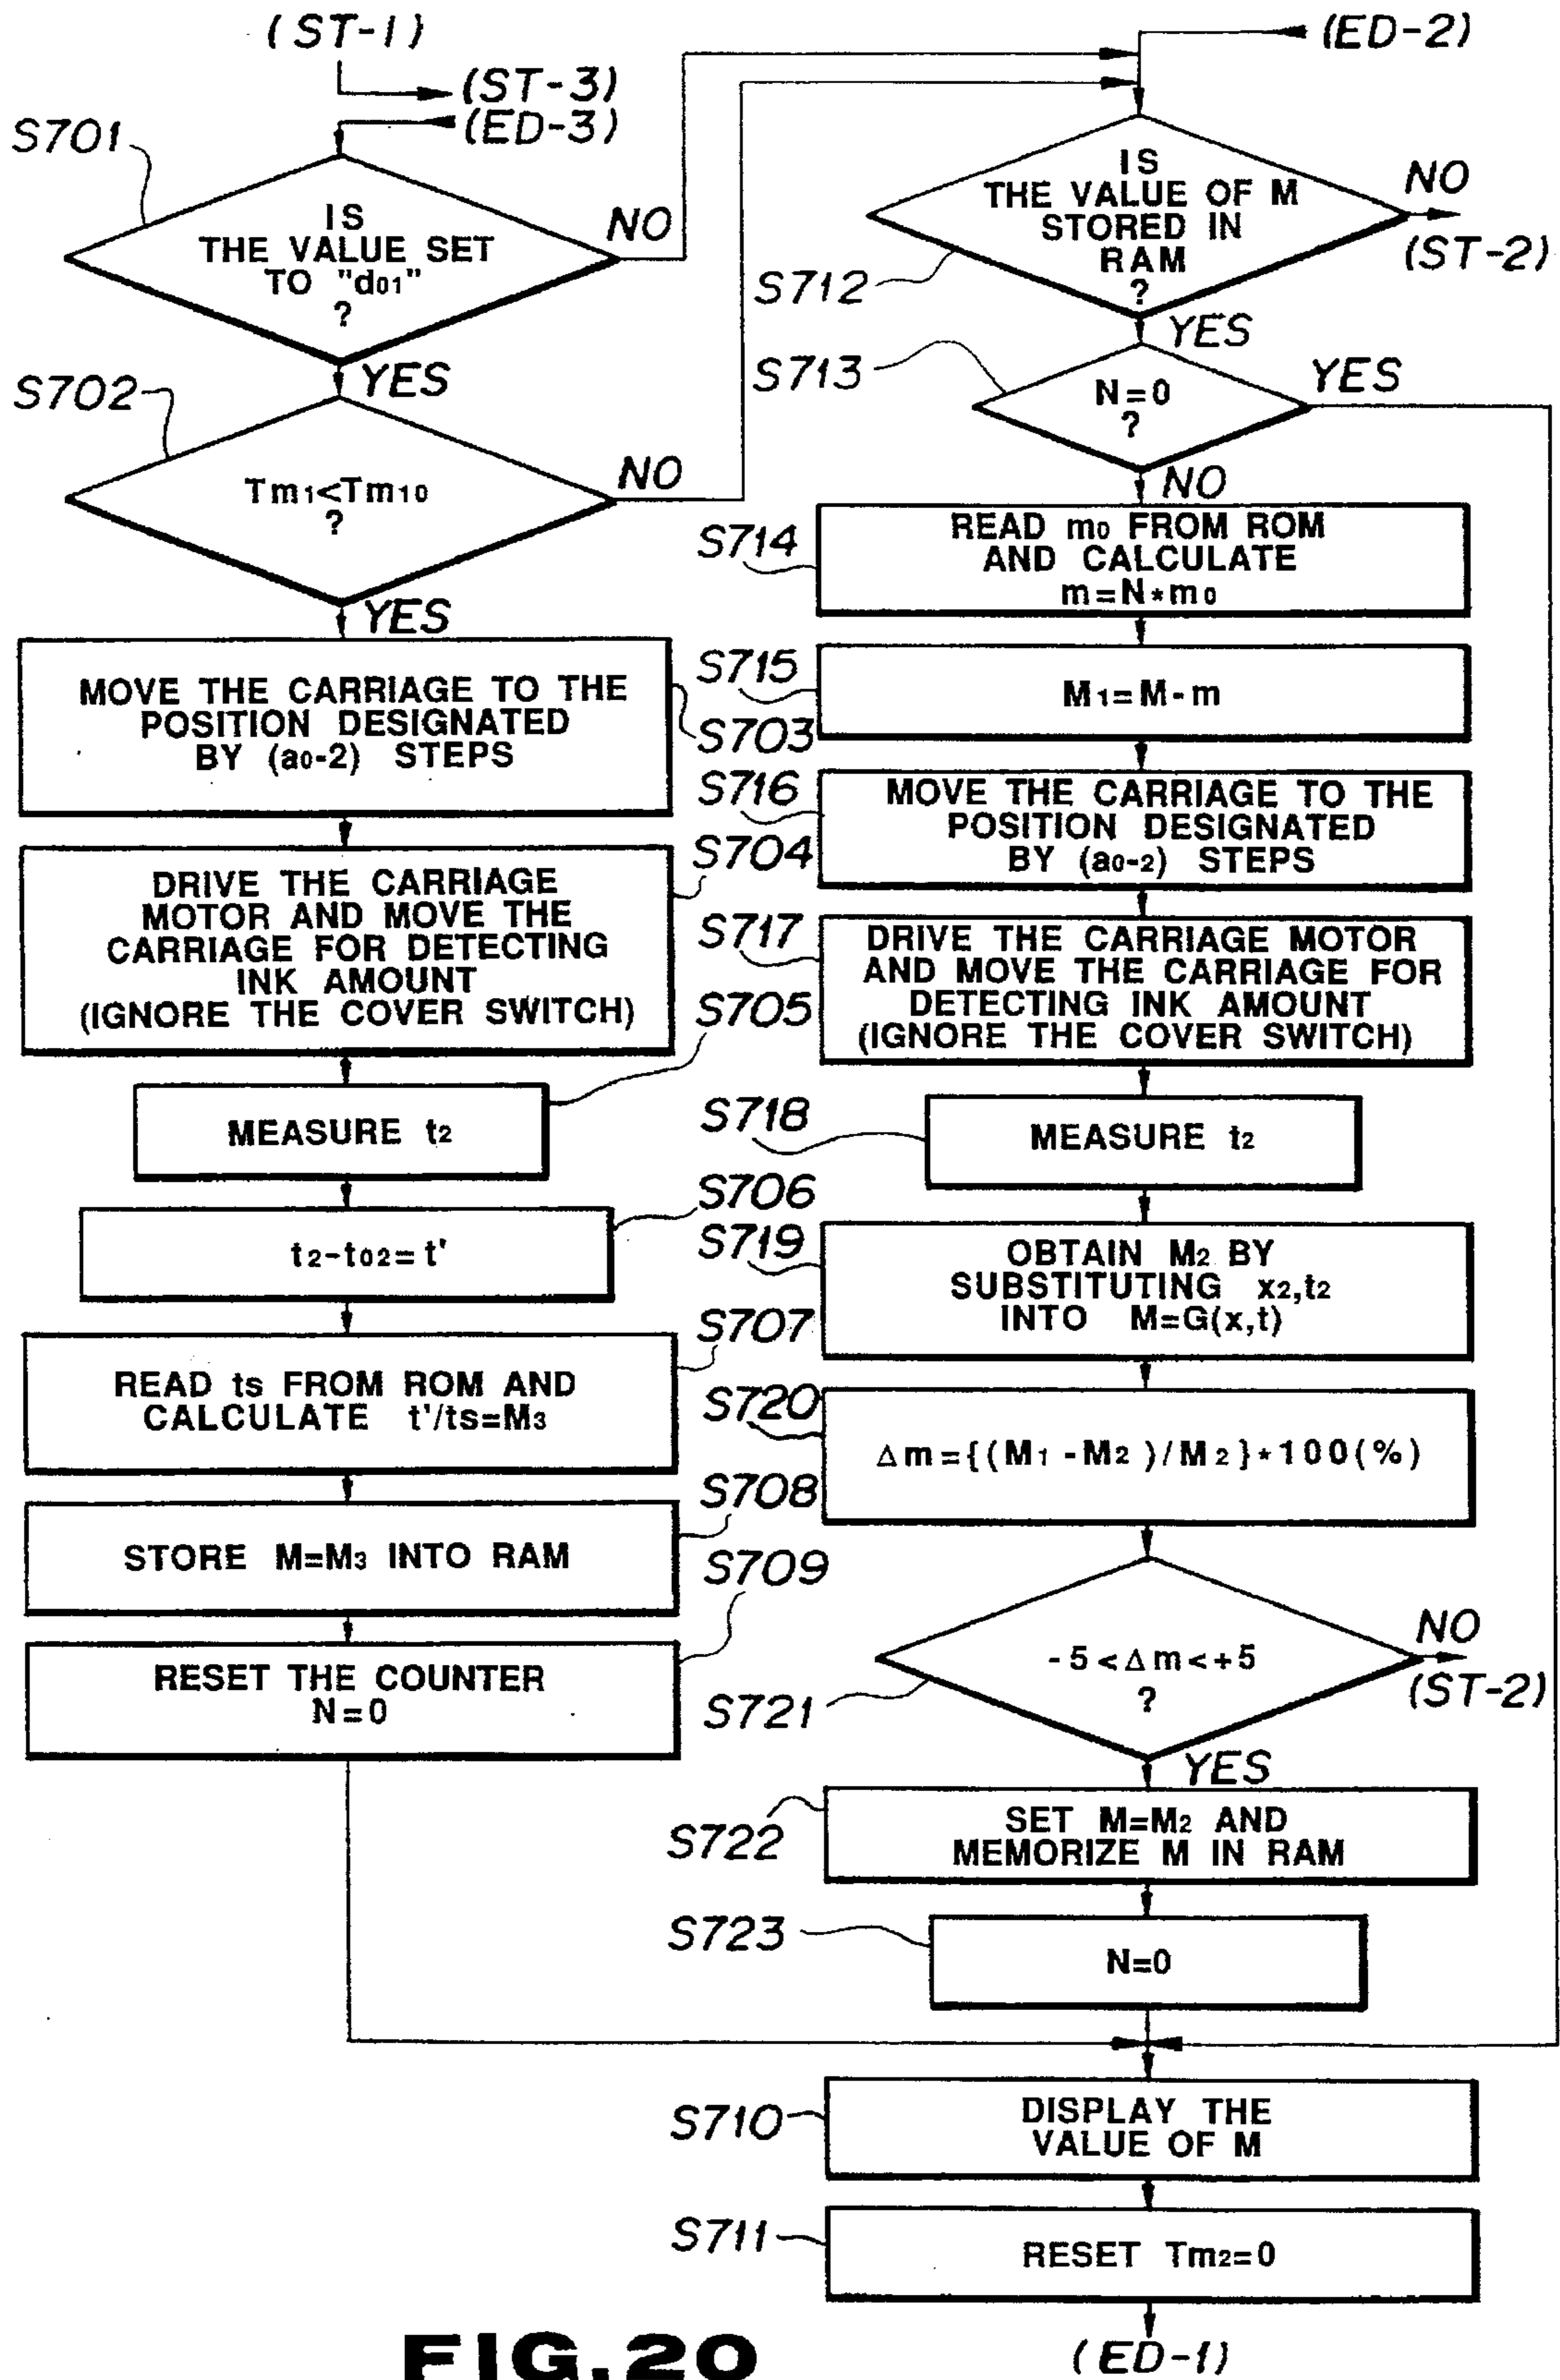 (ST-1)
(ST-3)
(ED-3)
S701
IS
THE VALUE SET
TO "d01"
?
NO
YES
S702
Tm1<Tm10
?
NO
YES
MOVE THE CARRIAGE TO THE
POSITION DESIGNATED
BY (a0-2) STEPS
S703
DRIVE THE CARRIAGE
MOTOR AND MOVE THE
CARRIAGE FOR DETECTING
INK AMOUNT
(IGNORE THE COVER SWITCH)
S704
MEASURE t2
S705
t2-t02=t'
S706
READ ts FROM ROM AND
CALCULATE t'/ts=M3
S707
STORE M=M3 INTO RAM
S708
RESET THE COUNTER
N=0
S709
(ED-2)
IS
THE VALUE OF M
STORED IN
RAM
?
NO
(ST-2)
S712
YES
S713
N=0
?
YES
NO
S714
READ m0 FROM ROM
AND CALCULATE
m=N*m0
S715
M1=M-m
S716
MOVE THE CARRIAGE TO THE
POSITION DESIGNATED
BY (a0-2) STEPS
S717
DRIVE THE CARRIAGE MOTOR
AND MOVE THE CARRIAGE FOR
DETECTING INK AMOUNT
(IGNORE THE COVER SWITCH)
S718
MEASURE t2
S719
OBTAIN M2 BY
SUBSTITUTING x2,t2
INTO M=G(x,t)
S720
Δm={(M1-M2)/M2}*100(%)
-5<Δm<+5
?
NO
(ST-2)
S721
YES
S722
SET M=M2 AND
MEMORIZE M IN RAM
S723
N=0
S710
DISPLAY THE
VALUE OF M
S711
RESET Tm2=0
(ED-1)
FIG.20